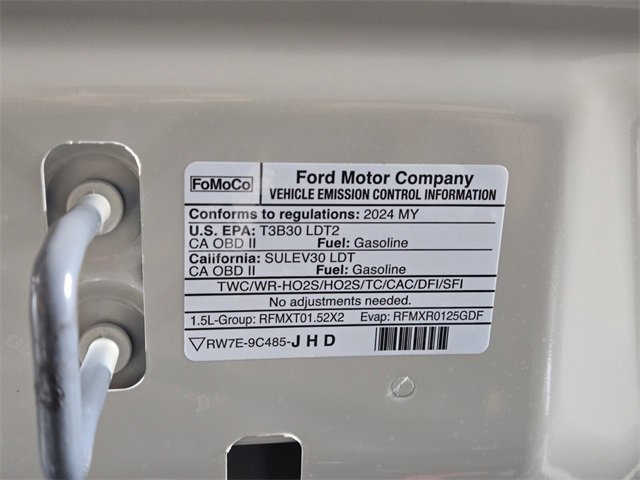 FoMoCo
Ford Motor Company
VEHICLE EMISSION CONTROL INFORMATION
Conforms to regulations: 2024 MY
U.S. EPA: T3B30 LDT2
CA OBD II Fuel: Gasoline
California: SULEV30 LDT
CA OBD II Fuel: Gasoline
TWC/WR-HO2S/HO2S/TC/CAC/DFI/SFI
No adjustments needed.
1.5L-Group: RFMXT01.52X2 Evap: RFMXR0125GDF
RW7E-9C485-JHD